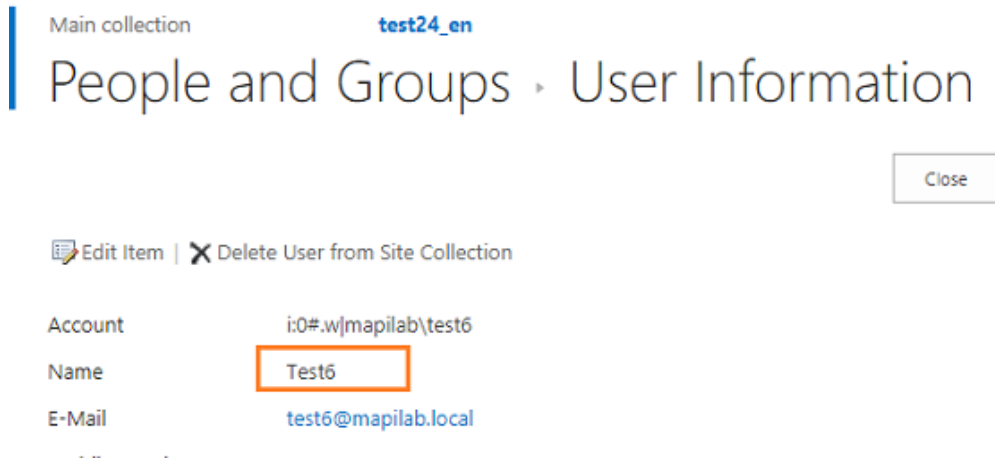 Main collection test24_en
People and Groups ▸ User Information
Close
Edit Item | Delete User from Site Collection
Account i:0#.w|mapilab\test6
Name Test6
E-Mail test6@mapilab.local